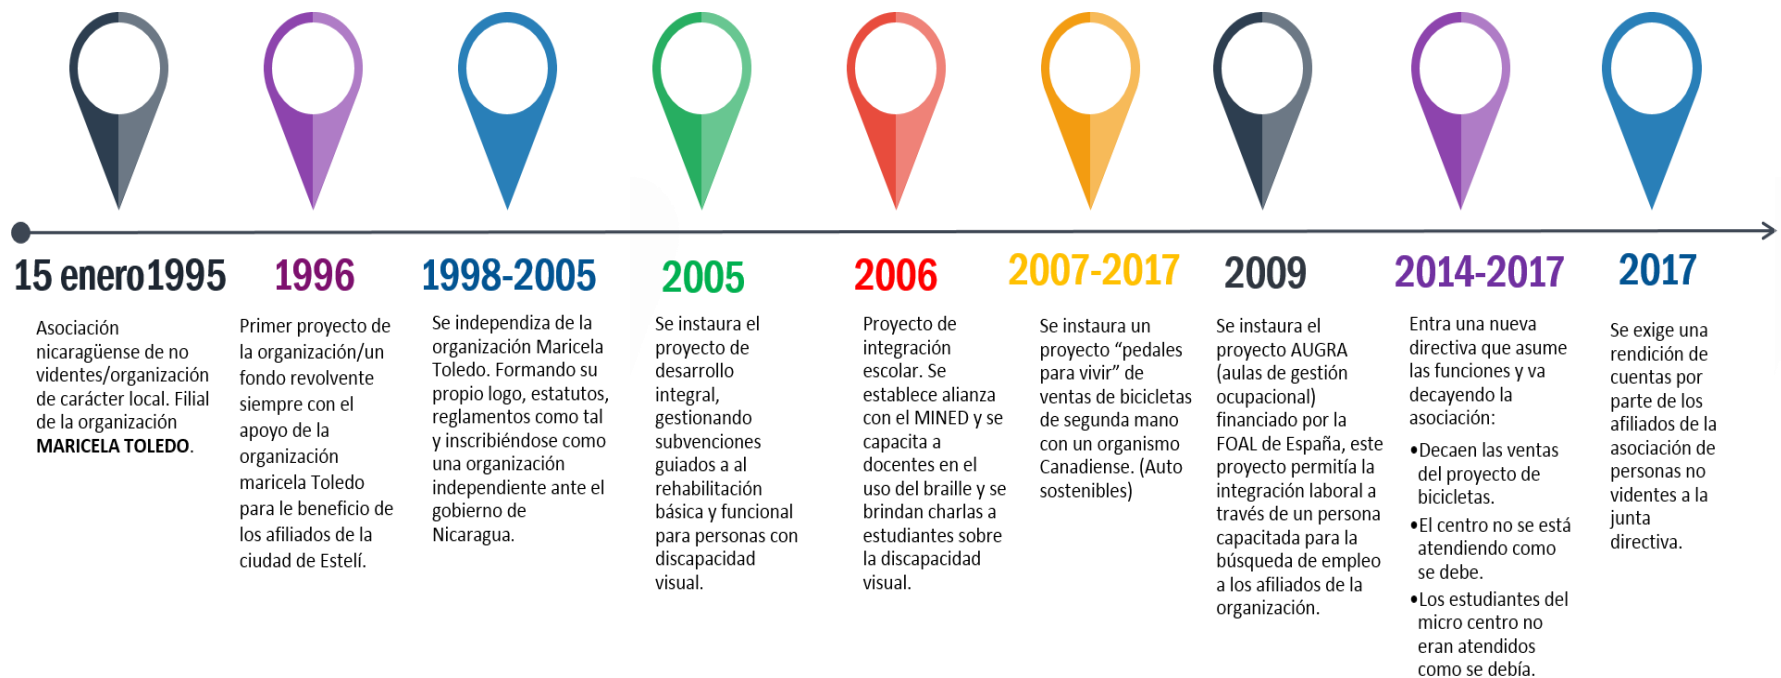 15 enero1995
Asociación
nicaragüense de no
videntes/organización
de carácter local. Filial
de la organización
MARICELA TOLEDO.
1996
Primer proyecto de
la organización/un
fondo revolvente
siempre con el
apoyo de la
organización
maricela Toledo
para le beneficio de
los afiliados de la
ciudad de Estelí.
1998-2005
Se independiza de la
organización Maricela
Toledo. Formando su
propio logo, estatutos,
reglamentos como tal
y inscribiéndose como
una organización
independiente ante el
gobierno de
Nicaragua.
2005
Se instaura el
proyecto de
desarrollo
integral,
gestionando
subvenciones
guiados a al
rehabilitación
básica y funcional
para personas con
discapacidad
visual.
2006
Proyecto de
integración
escolar. Se
establece alianza
con el MINED y se
capacita a
docentes en el
uso del braille y se
brindan charlas a
estudiantes sobre
la discapacidad
visual.
2007-2017
Se instaura un
proyecto “pedales
para vivir” de
ventas de bicicletas
de segunda mano
con un organismo
Canadiense. (Auto
sostenibles)
2009
Se instaura el
proyecto AUGRA
(aulas de gestión
ocupacional)
financiado por la
FOAL de España, este
proyecto permitía la
integración laboral a
través de un persona
capacitada para la
búsqueda de empleo
a los afiliados de la
organización.
2014-2017
Entra una nueva
directiva que asume
las funciones y va
decayendo la
asociación:
•Decaen las ventas
del proyecto de
bicicletas.
•El centro no se está
atendiendo como
se debe.
•Los estudiantes del
micro centro no
eran atendidos
como se debía.
2017
Se exige una
rendición de
cuentas por
parte de los
afiliados de la
asociación de
personas no
videntes a la
junta
directiva.